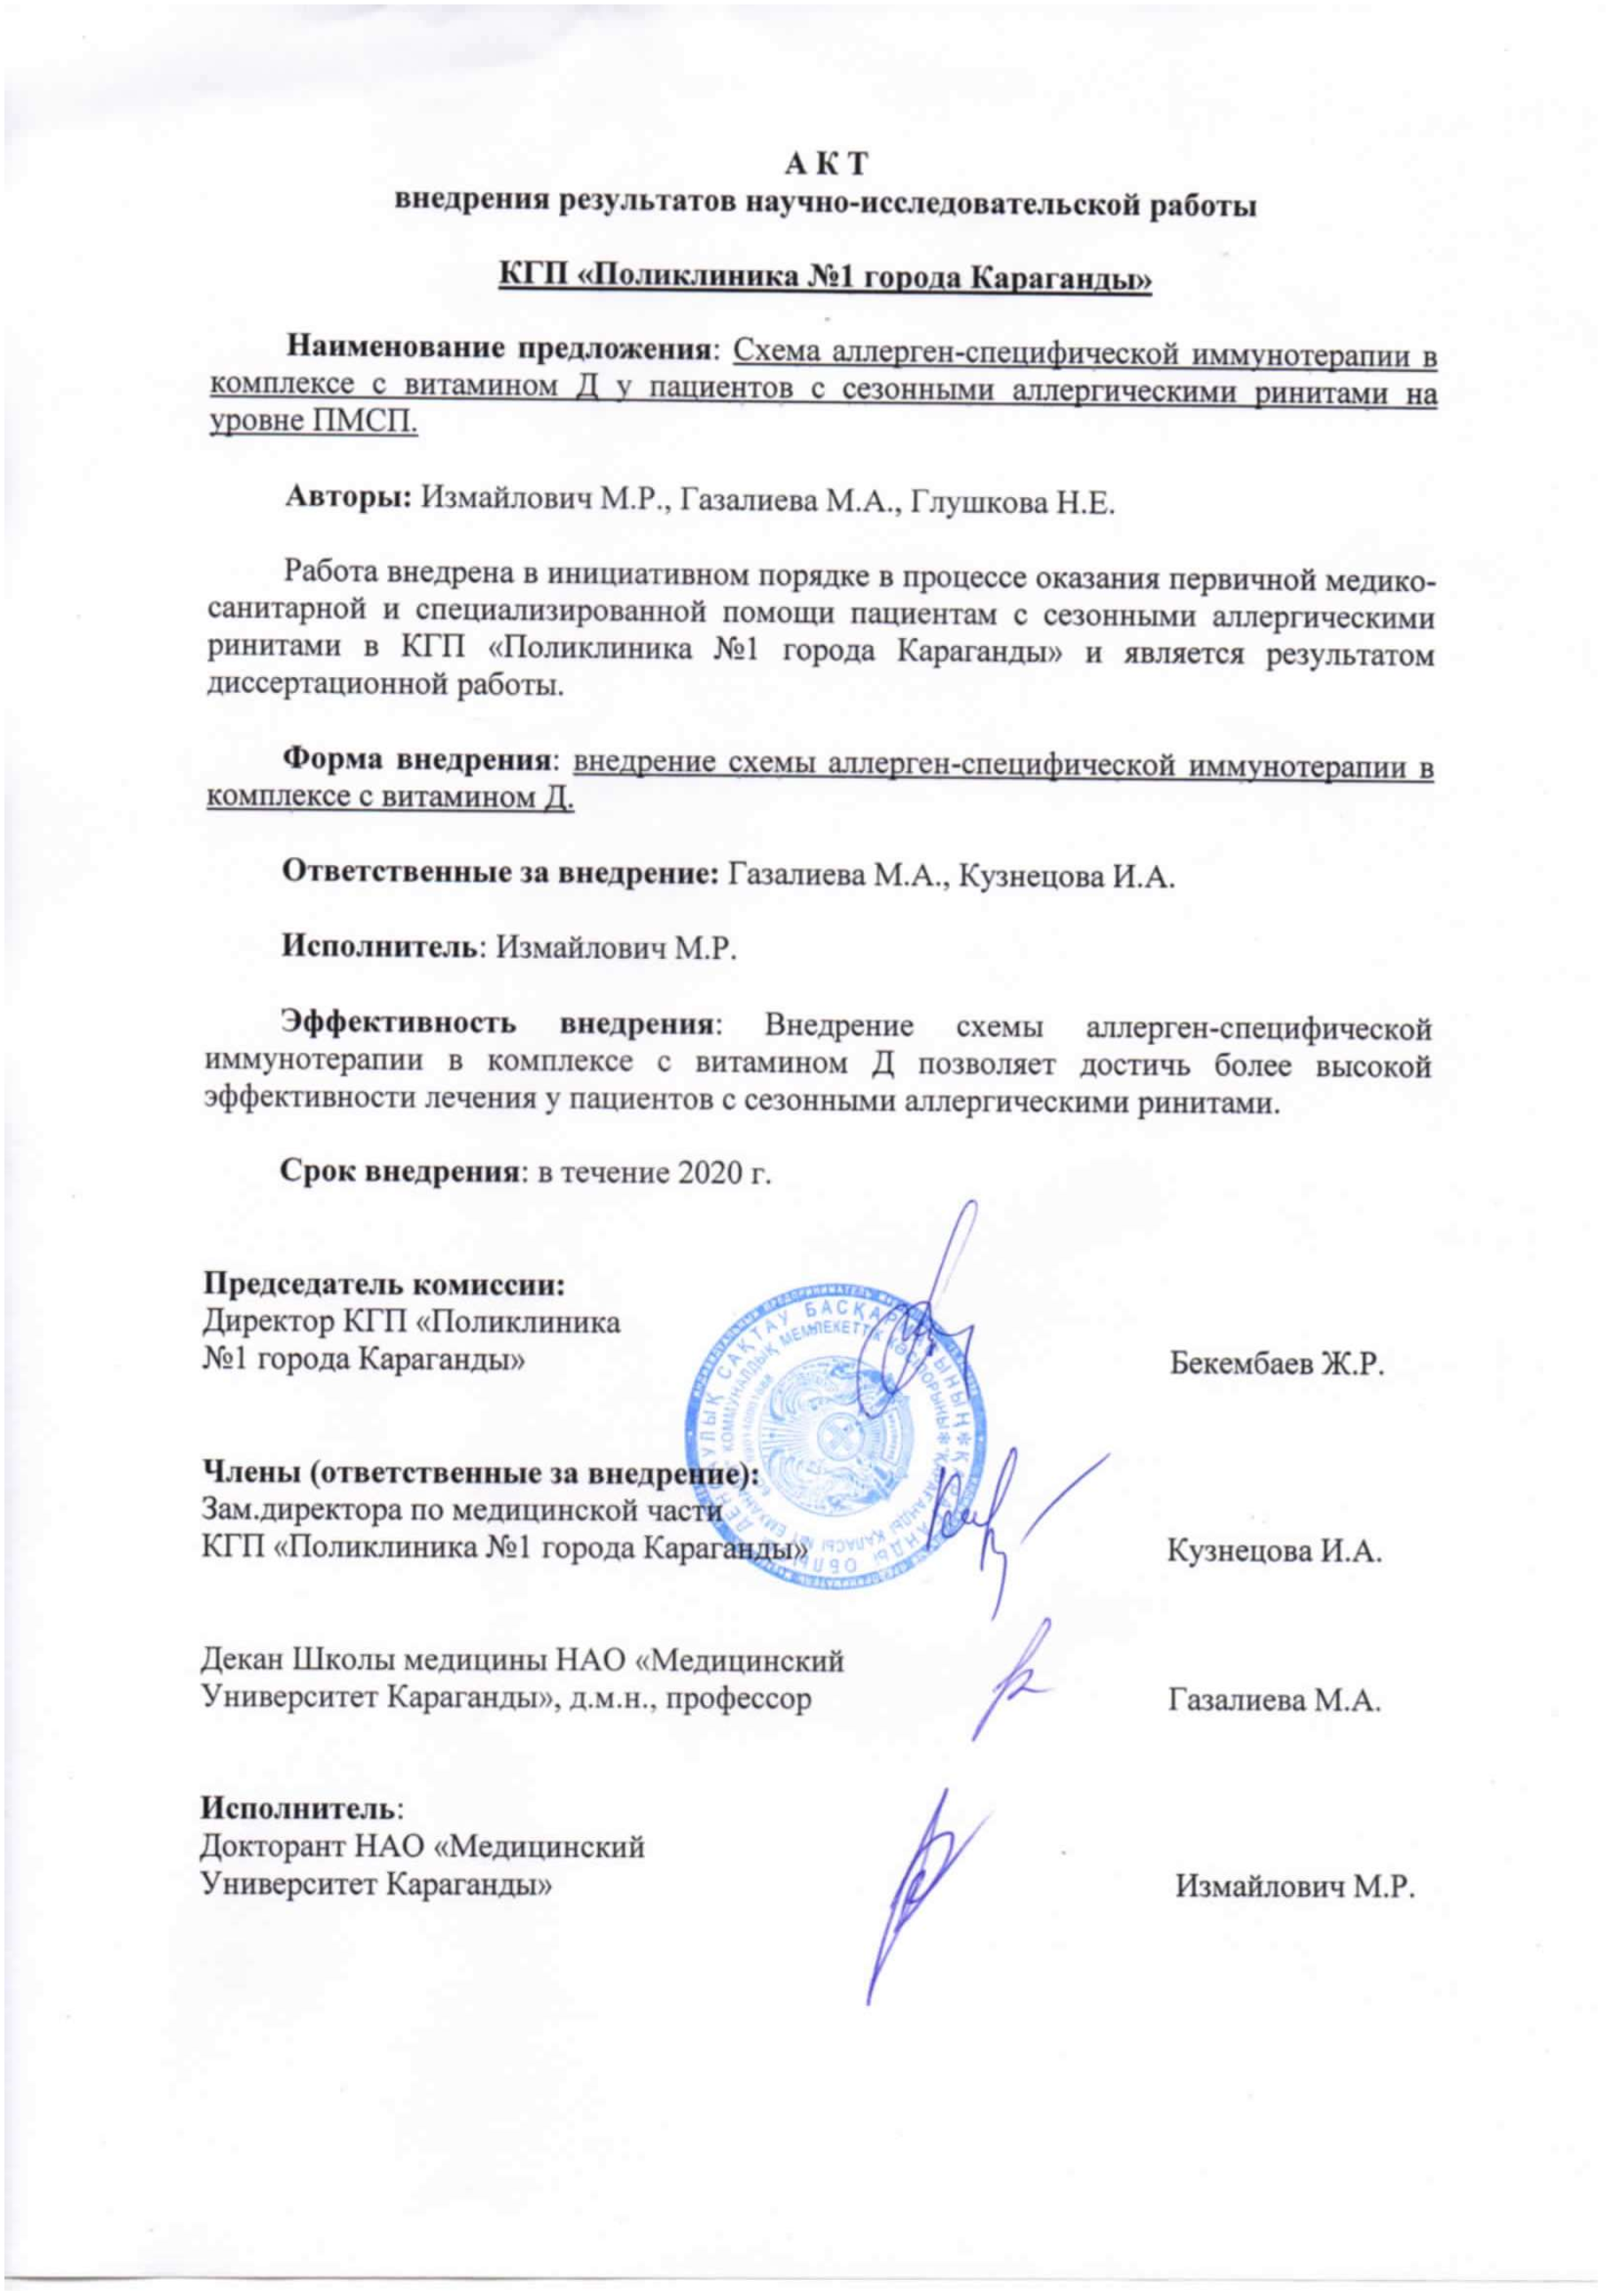 А К Т
внедрения результатов научно-исследовательской работы
КГП «Поликлиника №1 города Караганды»
Наименование предложения: Схема аллерген-специфической иммунотерапии в
комплексе с витамином Д у пациентов с сезонными аллергическими ринитами на
уровне ПМСП.
Авторы: Измайлович М.Р., Газалиева М.А., Глушкова Н.Е.
Работа внедрена в инициативном порядке в процессе оказания первичной медико-
санитарной и специализированной помощи пациентам с сезонными аллергическими
ринитами в КГП «Поликлиника №1 города Караганды» и является результатом
диссертационной работы.
Форма внедрения: внедрение схемы аллерген-специфической иммунотерапии в
комплексе с витамином Д.
Ответственные за внедрение: Газалиева М.А., Кузнецова И.А.
Исполнитель: Измайлович М.Р.
Эффективность внедрения: Внедрение схемы аллерген-специфической
иммунотерапии в комплексе с витамином Д позволяет достичь более высокой
эффективности лечения у пациентов с сезонными аллергическими ринитами.
Срок внедрения: в течение 2020 г.
Председатель комиссии:
Директор КГП «Поликлиника
№1 города Караганды» Бекембаев Ж.Р.
Члены (ответственные за внедрение):
Зам.директора по медицинской части
КГП «Поликлиника №1 города Караганды» Кузнецова И.А.
Декан Школы медицины НАО «Медицинский
Университет Караганды», д.м.н., профессор Газалиева М.А.
Исполнитель:
Докторант НАО «Медицинский
Университет Караганды» Измайлович М.Р.